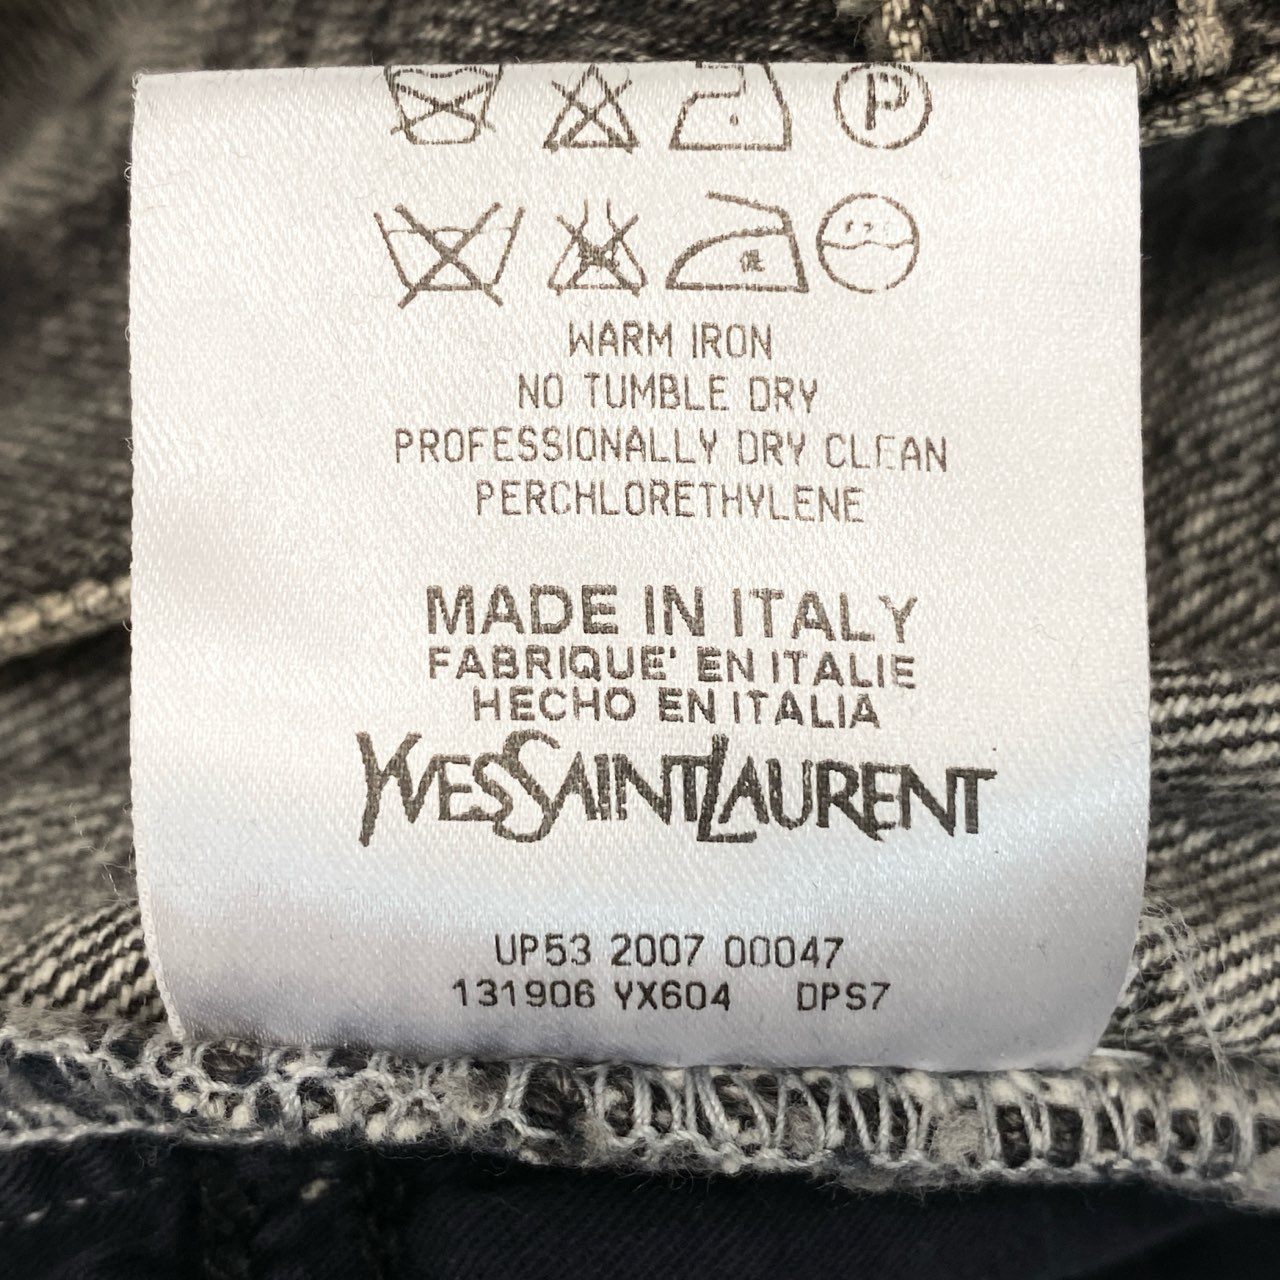 P
WARM IRON
NO TUMBLE DRY
PROFESSIONALLY DRY CLEAN
PERCHLORETHYLENE
MADE IN ITALY
FABRIQUE' EN ITALIE
HECHO EN ITALIA
YVESSAINTLAURENT
UP53 2007 00047
131906 YX604 DPS7